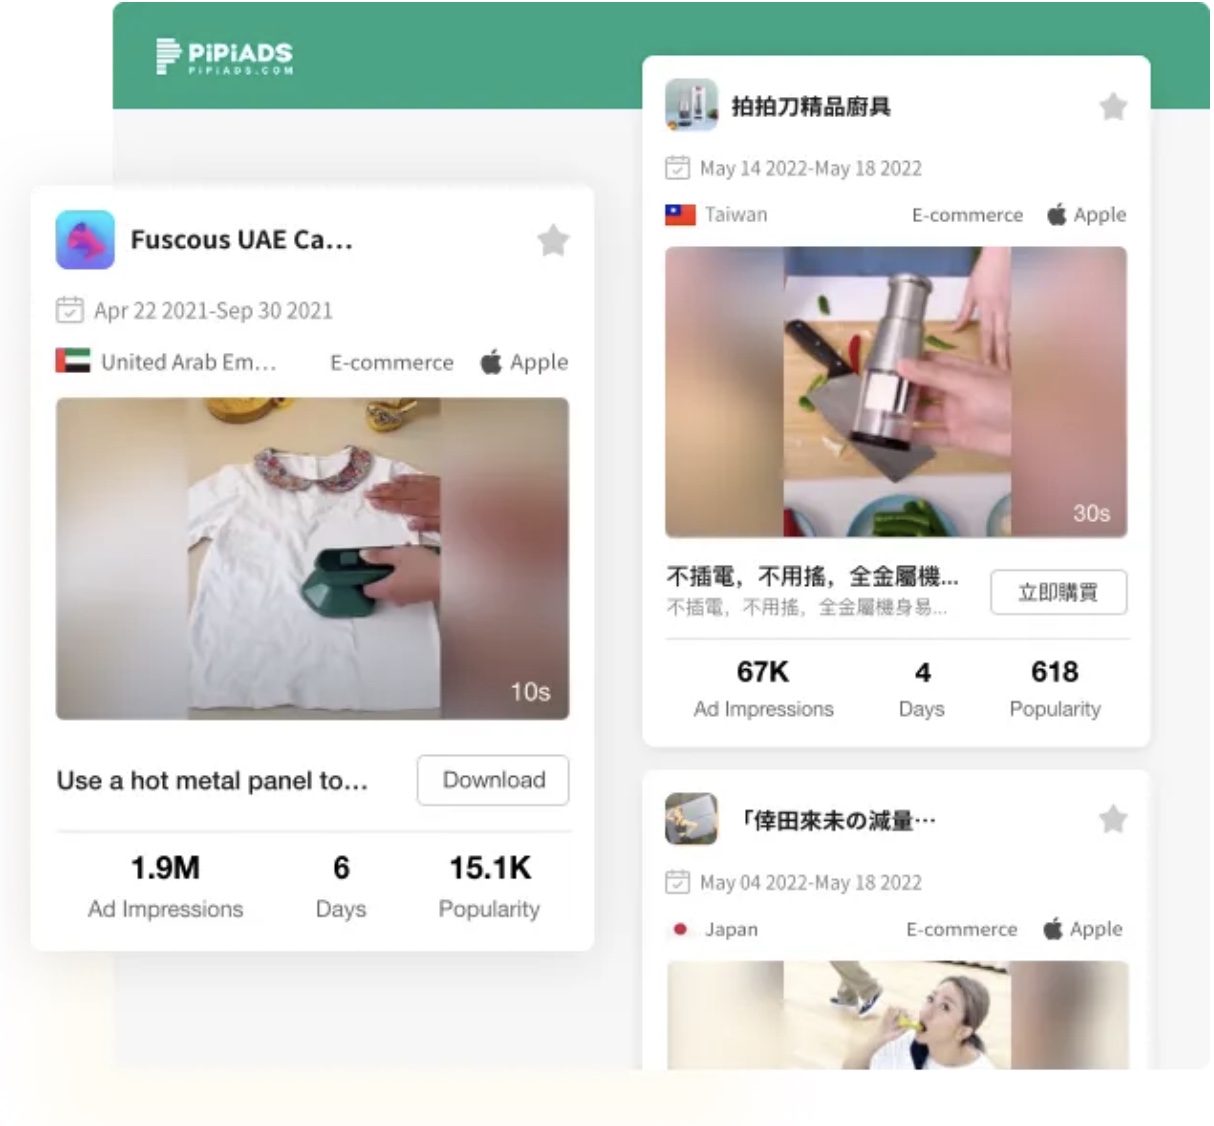 PiPiADS
PIPIADS.COM
Fuscous UAE Ca...
Apr 22 2021-Sep 30 2021
United Arab Em...
E-commerce
Apple
10s
Use a hot metal panel to...
Download
1.9M
6
15.1K
Ad Impressions
Days
Popularity
拍拍刀精品廚具
May 14 2022-May 18 2022
Taiwan
E-commerce
Apple
30s
不插電，不用搖，全金屬機...
不插電，不用搖，全金屬機身易...
立即購買
67K
4
618
Ad Impressions
Days
Popularity
「倖田來未の減量…
May 04 2022-May 18 2022
Japan
E-commerce
Apple